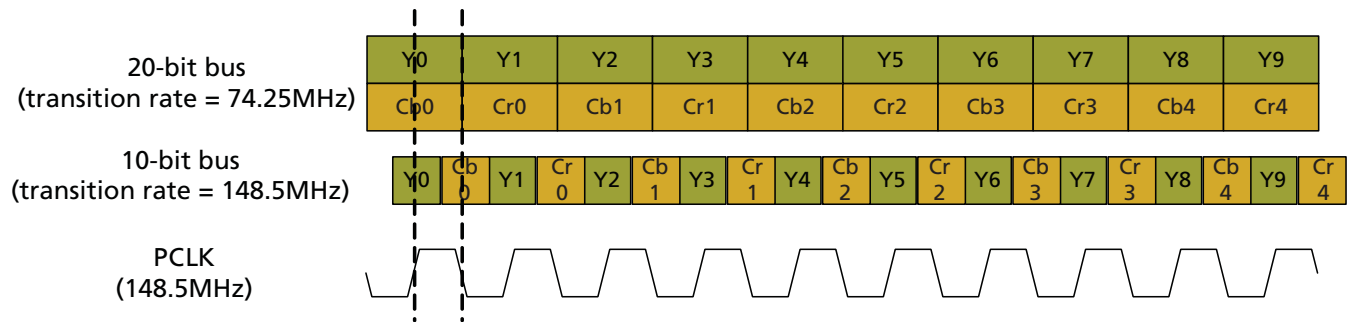 20-bit bus
(transition rate = 74.25MHz)
Y0 Y1 Y2 Y3 Y4 Y5 Y6 Y7 Y8 Y9
Cb0 Cr0 Cb1 Cr1 Cb2 Cr2 Cb3 Cr3 Cb4 Cr4
10-bit bus
(transition rate = 148.5MHz)
Y0 Cb 0 Y1 Cr 0 Y2 Cb 1 Y3 Cr 1 Y4 Cb 2 Y5 Cr 2 Y6 Cb 3 Y7 Cr 3 Y8 Cb 4 Y9 Cr 4
PCLK
(148.5MHz)